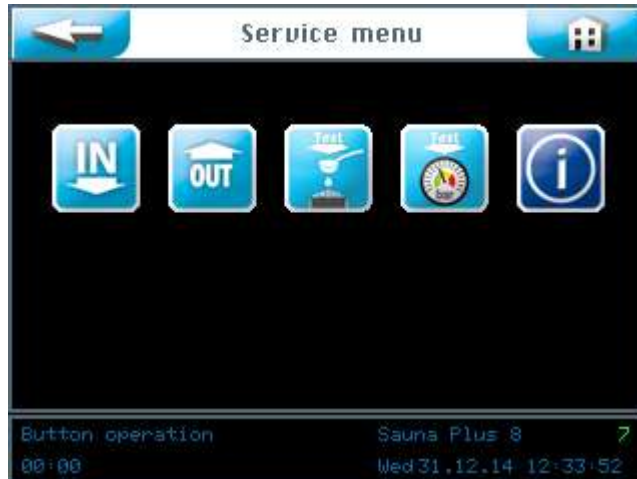 Service menu
IN
OUT
Test
Test
bar
i
Button operation
Sauna Plus 8 7
00:00
Wed 31.12.14 12:33:52